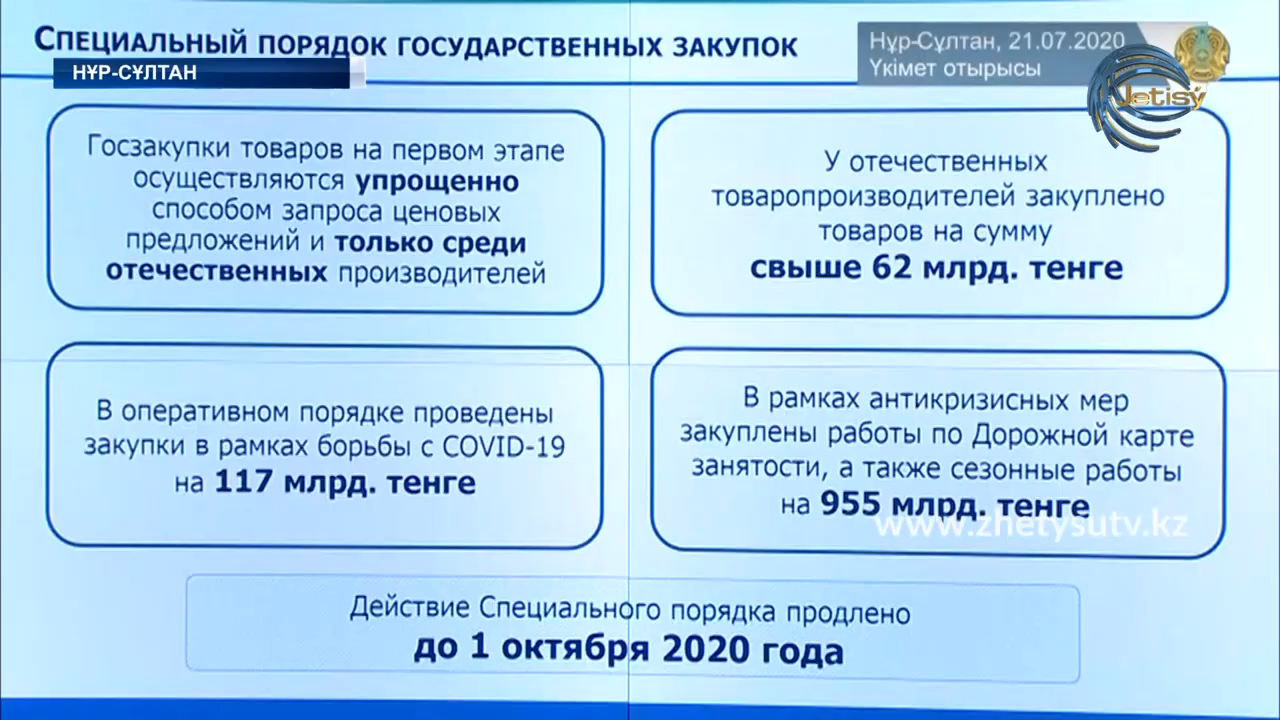 Специальный порядок государственных закупок
НҰР-СҰЛТАН
Нұр-Сұлтан, 21.07.2020
Үкімет отырысы
Jetisý
Госзакупки товаров на первом этапе
осуществляются упрощенно
способом запроса ценовых
предложений и только среди
отечественных производителей
У отечественных
товаропроизводителей закуплено
товаров на сумму
свыше 62 млрд. тенге
В оперативном порядке проведены
закупки в рамках борьбы с COVID-19
на 117 млрд. тенге
В рамках антикризисных мер
закуплены работы по Дорожной карте
занятости, а также сезонные работы
на 955 млрд. тенге
www.zhetysutv.kz
Действие Специального порядка продлено
до 1 октября 2020 года